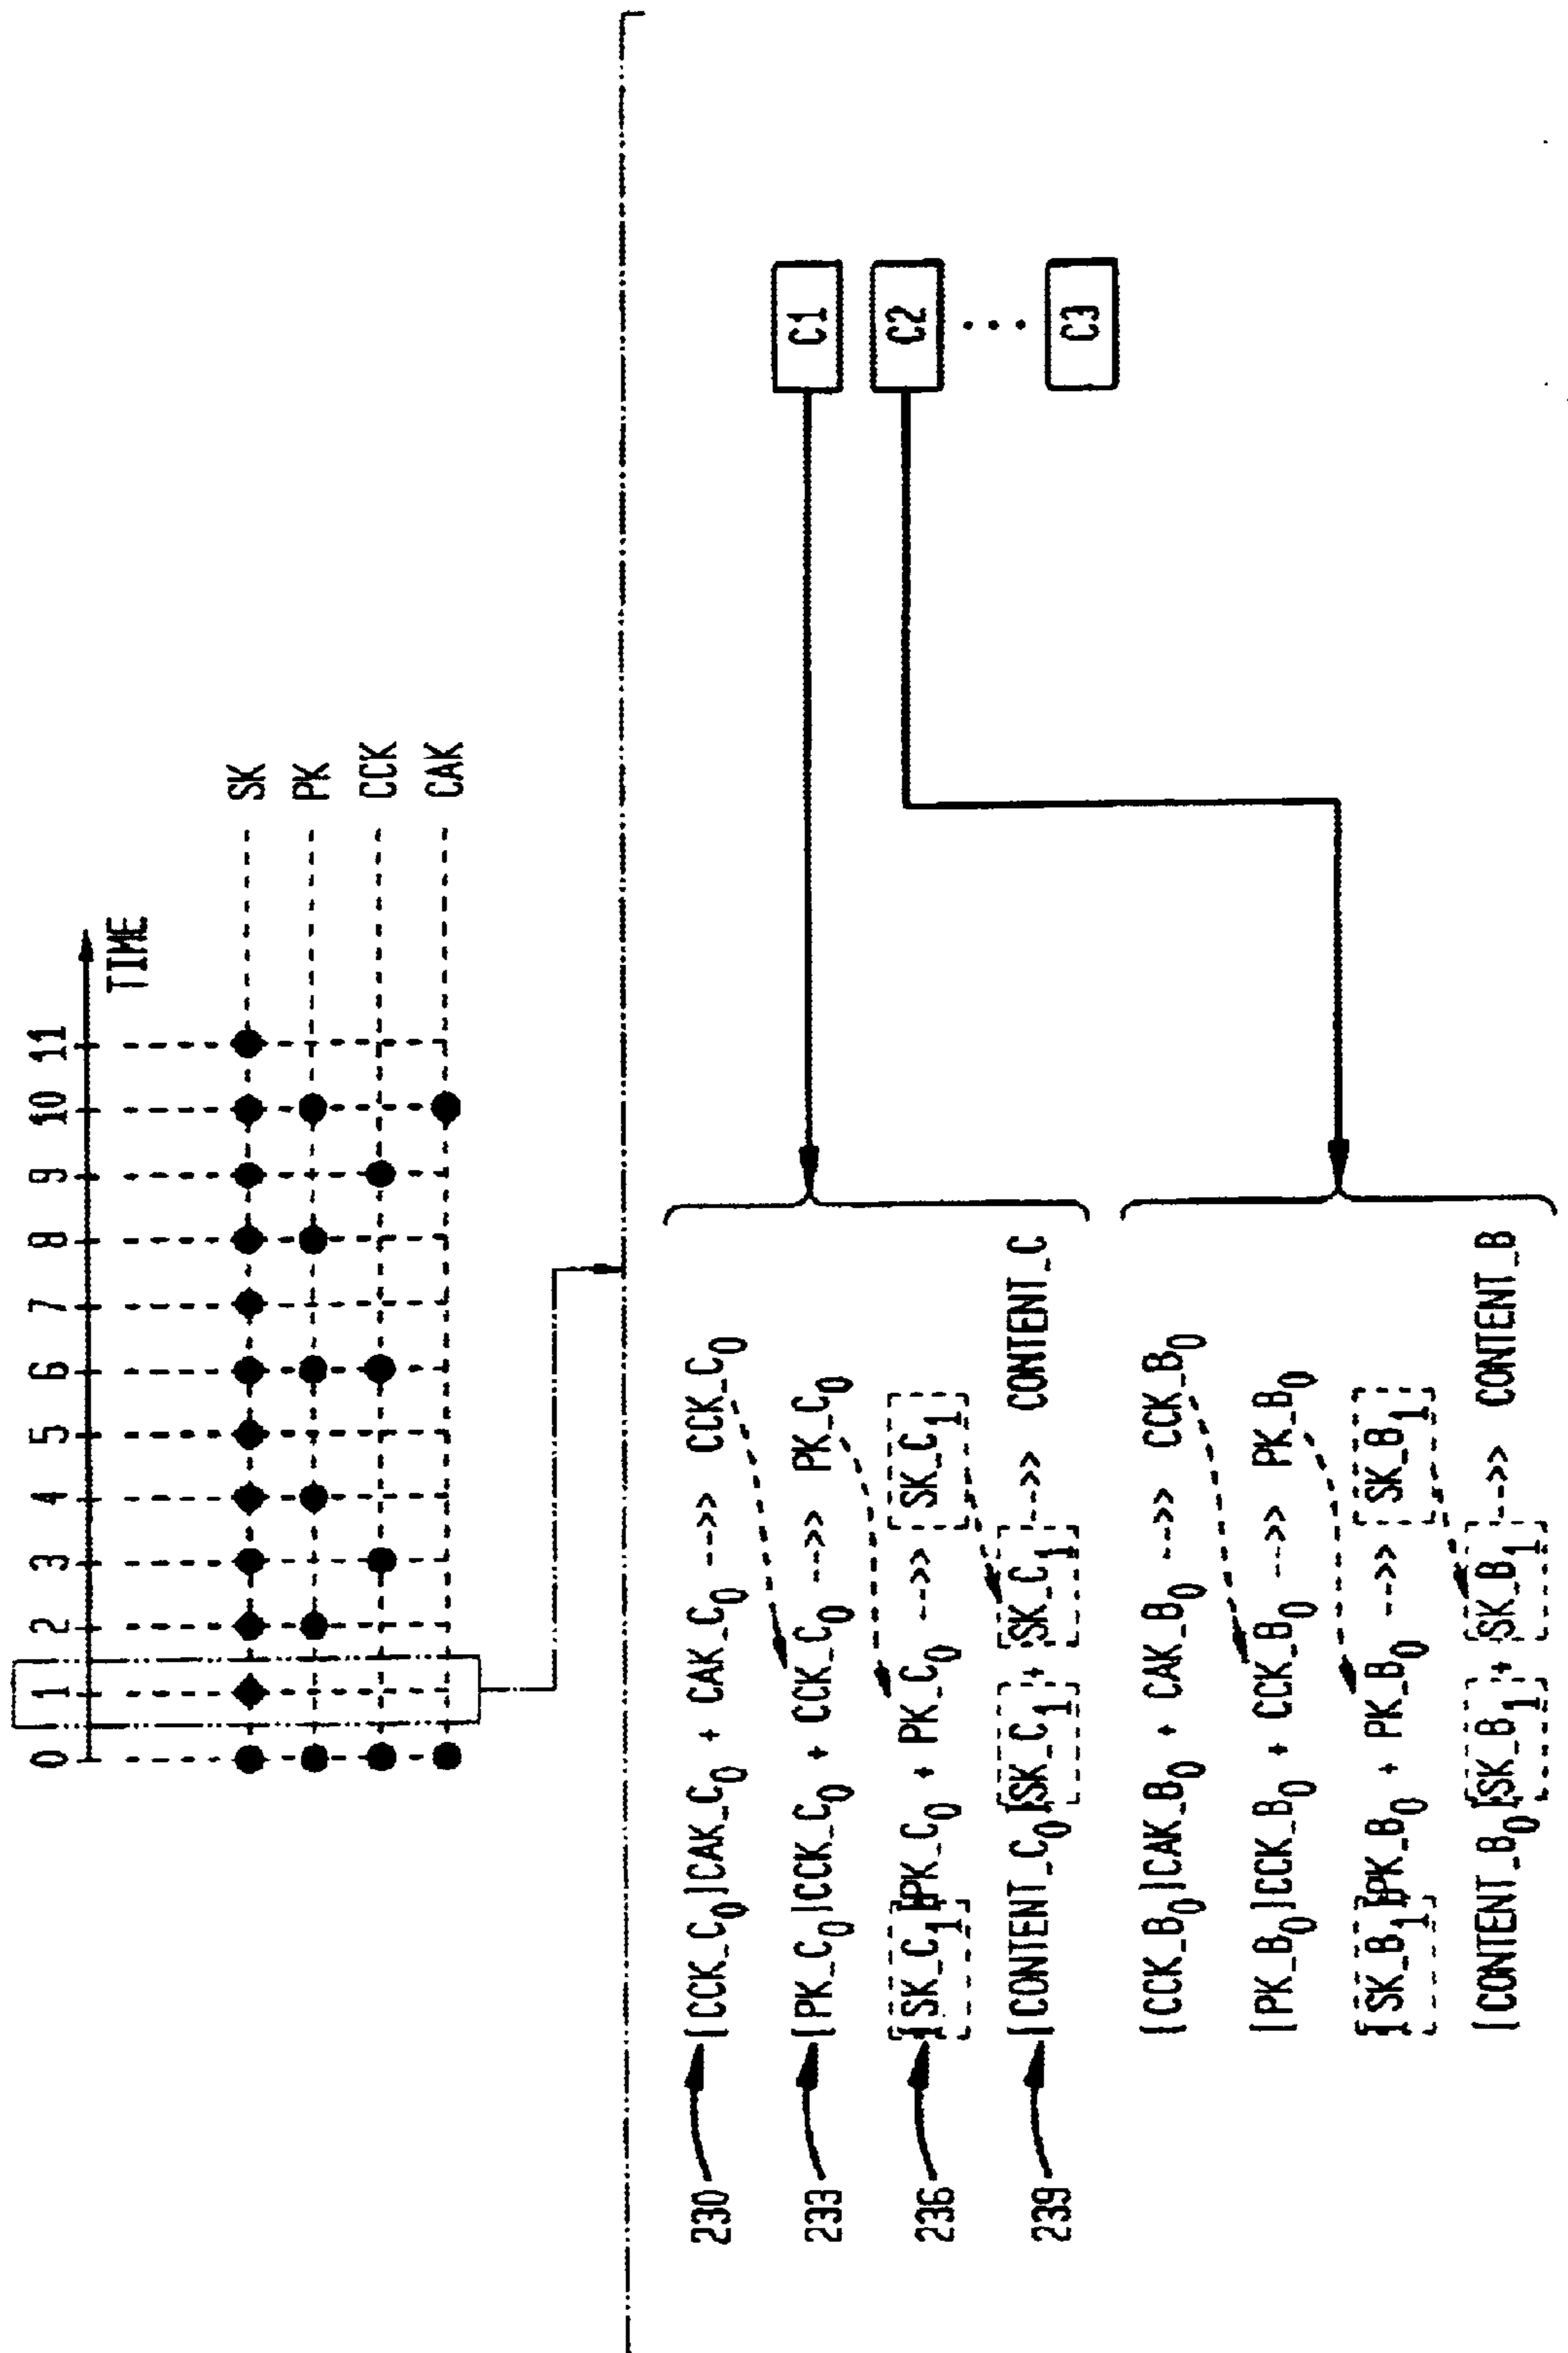 0 1 2 3 4 5 6 7 8 9 10 11
TIME
SK
PK
CCK
CAK
230
[CCK_C0]CAK_C0 + CAK_C0 -->> CCK_C0
233
[PK_C0]CCK_C0 + CCK_C0 -->> PK_C0
236
[SK_C1]PK_C0 + PK_C0 -->> SK_C1
239
[CONTENT_C0]SK_C1 + SK_C1 -->> CONTENT_C
[CCK_B0]CAK_B0 + CAK_B0 -->> CCK_B0
[PK_B0]CCK_B0 + CCK_B0 -->> PK_B0
[SK_B1]PK_B0 + PK_B0 -->> SK_B1
[CONTENT_B0]SK_B1 + SK_B1 -->> CONTENT_B
C1
C2
C3